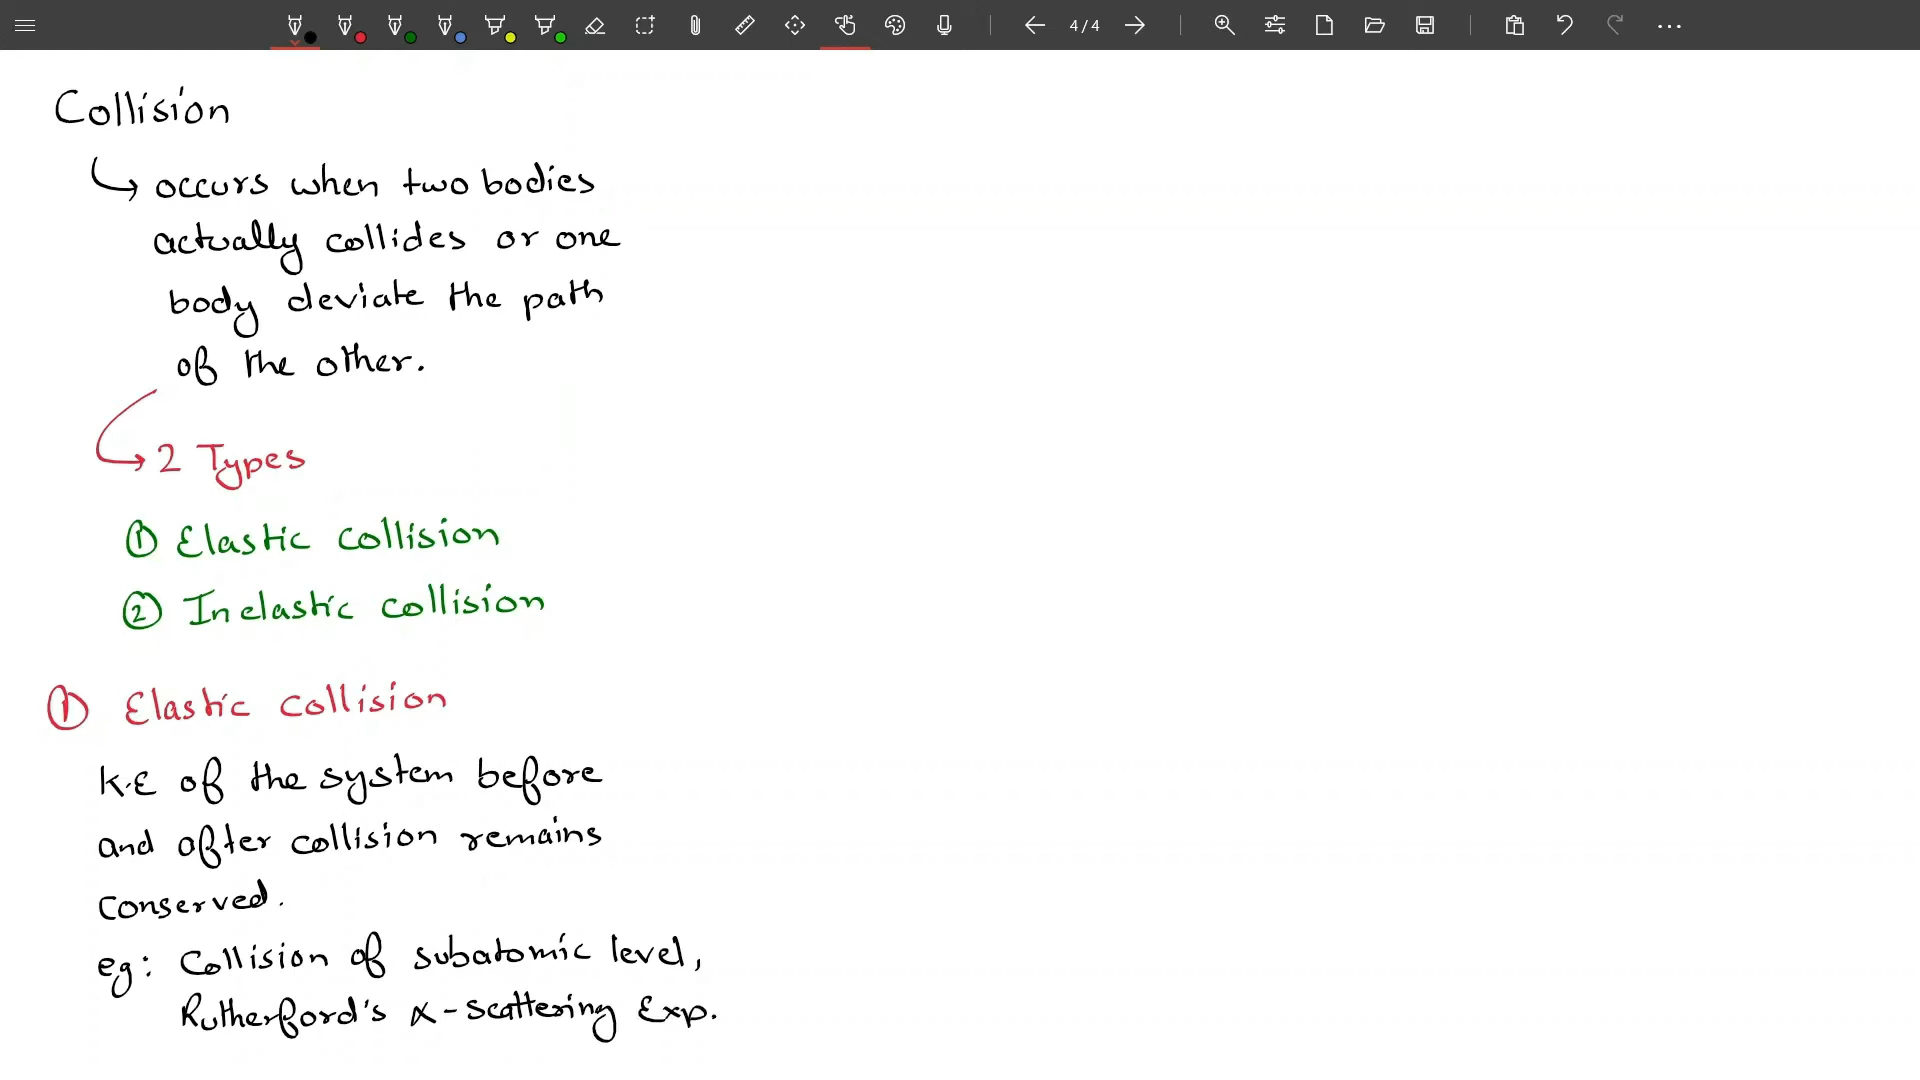 4/4
Collision
occurs when two bodies
actually collides or one
body deviate the path
of the other.
2 Types
① Elastic collision
② Inelastic collision
① Elastic collision
K.E of the system before
and after collision remains
conserved.
eg: Collision of subatomic level,
Rutherford's α-scattering Exp.